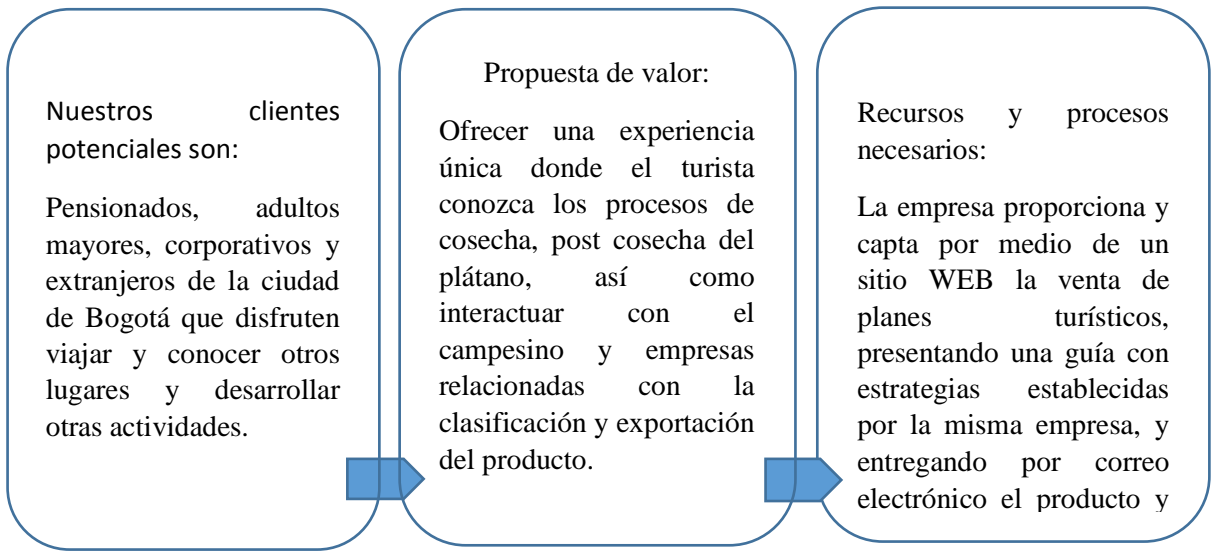 Nuestros clientes
potenciales son:
Pensionados, adultos
mayores, corporativos y
extranjeros de la ciudad
de Bogotá que disfruten
viajar y conocer otros
lugares y desarrollar
otras actividades.
Propuesta de valor:
Ofrecer una experiencia
única donde el turista
conozca los procesos de
cosecha, post cosecha del
plátano, así como
interactuar con el
campesino y empresas
relacionadas con la
clasificación y exportación
del producto.
Recursos y procesos
necesarios:
La empresa proporciona y
capta por medio de un
sitio WEB la venta de
planes turísticos,
presentando una guía con
estrategias establecidas
por la misma empresa, y
entregando por correo
electrónico el producto y